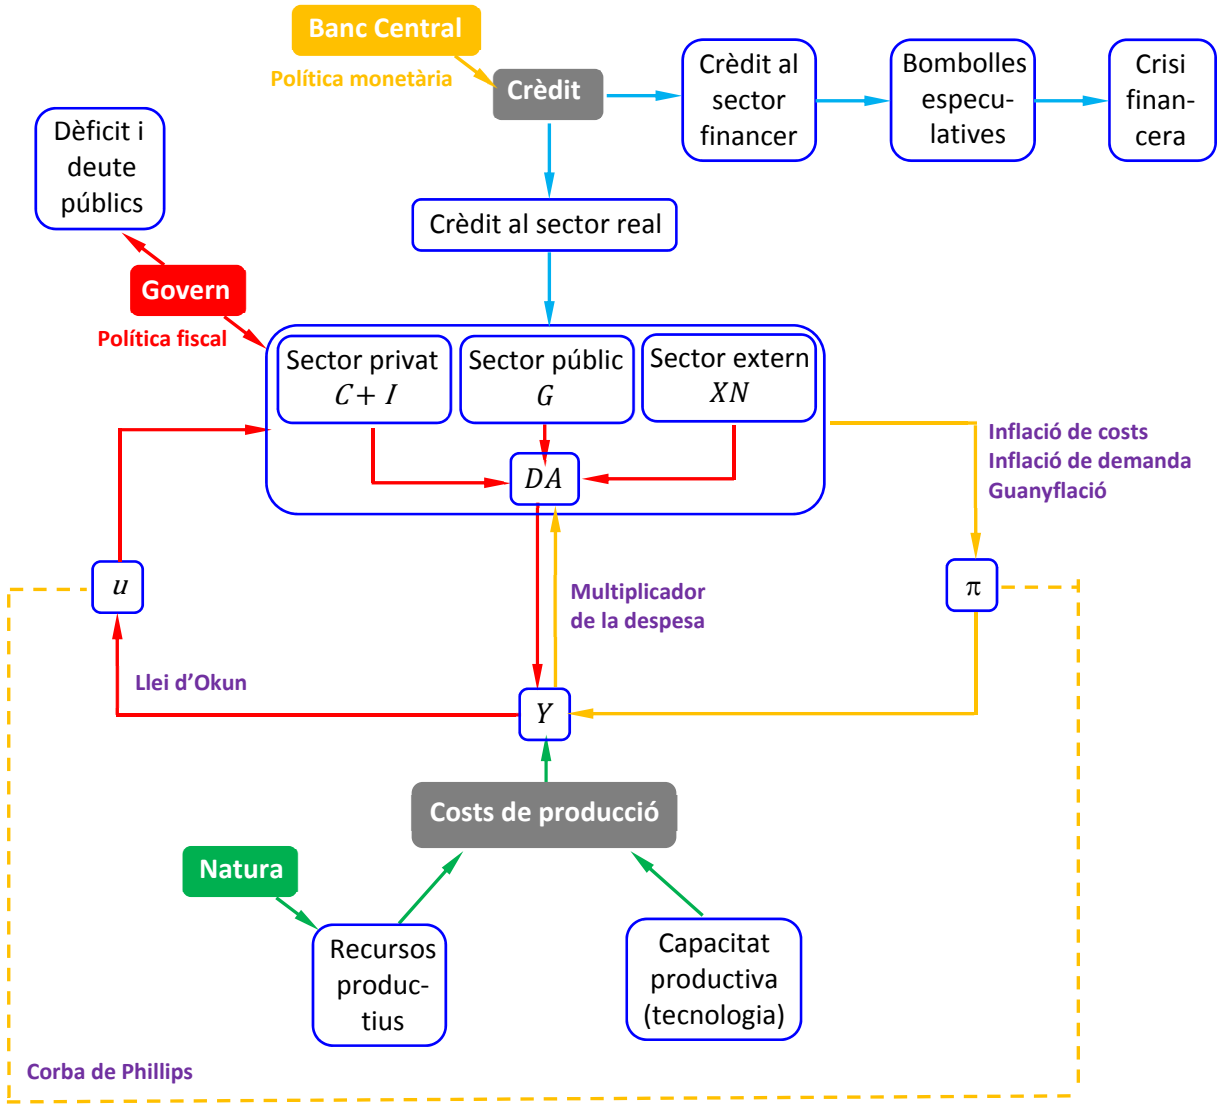 Banc Central
Política monetària
Crèdit
Crèdit al
sector
financer
Bombolles
especu-
latives
Crisi
finan-
cera
Dèficit i
deute
públics
Crèdit al sector real
Govern
Política fiscal
Sector privat
C + I
Sector públic
G
Sector extern
XN
DA
Inflació de costs
Inflació de demanda
Guanyflació
u
Multiplicador
de la despesa
π
Llei d’Okun
Y
Costs de producció
Natura
Recursos
produc-
tius
Capacitat
productiva
(tecnologia)
Corba de Phillips